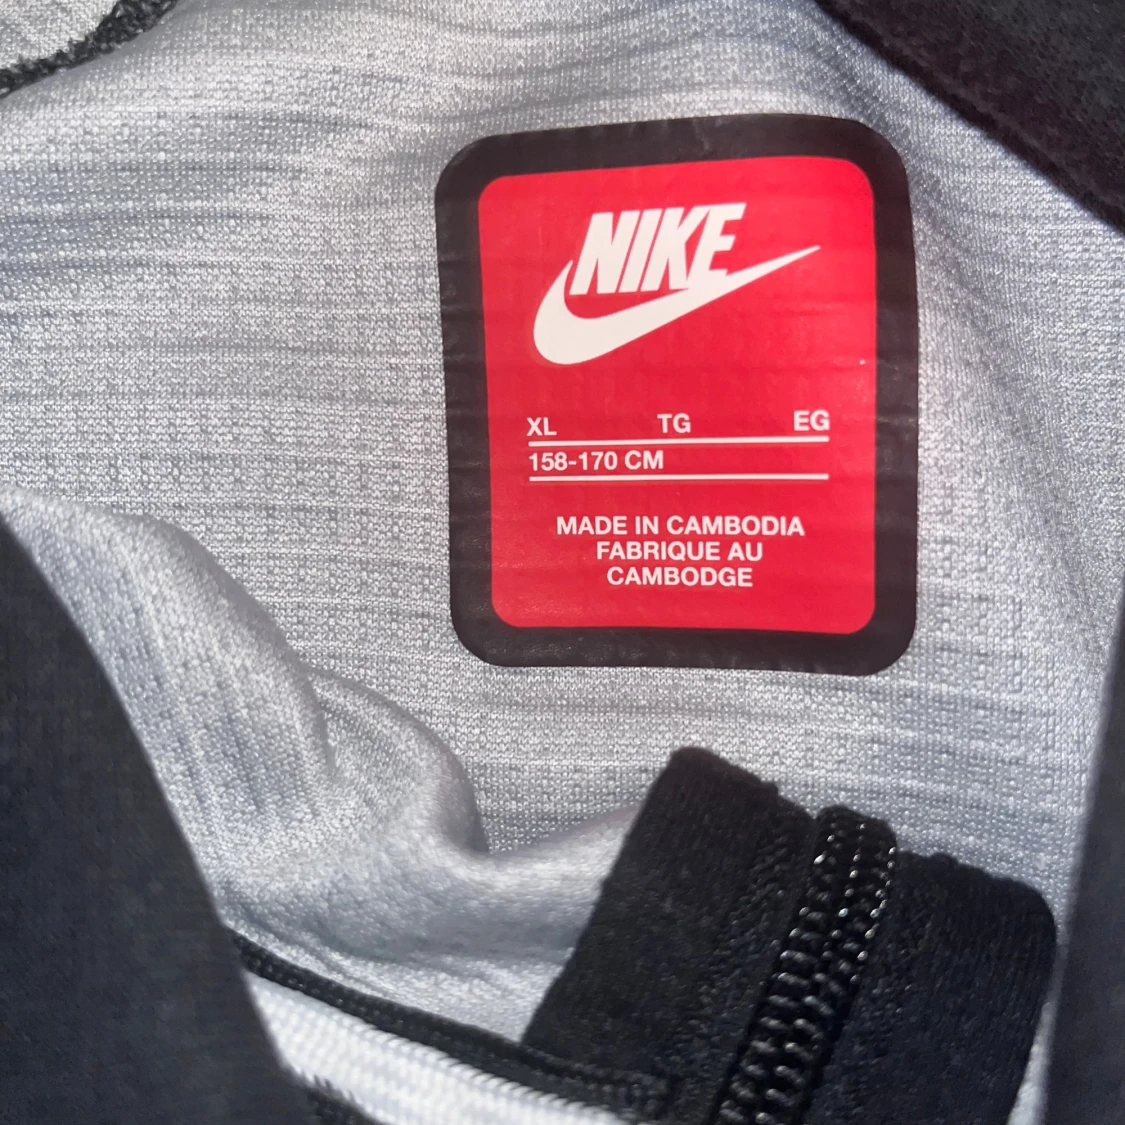 NIKE
XL TG EG
158-170 CM
MADE IN CAMBODIA
FABRIQUE AU
CAMBODGE